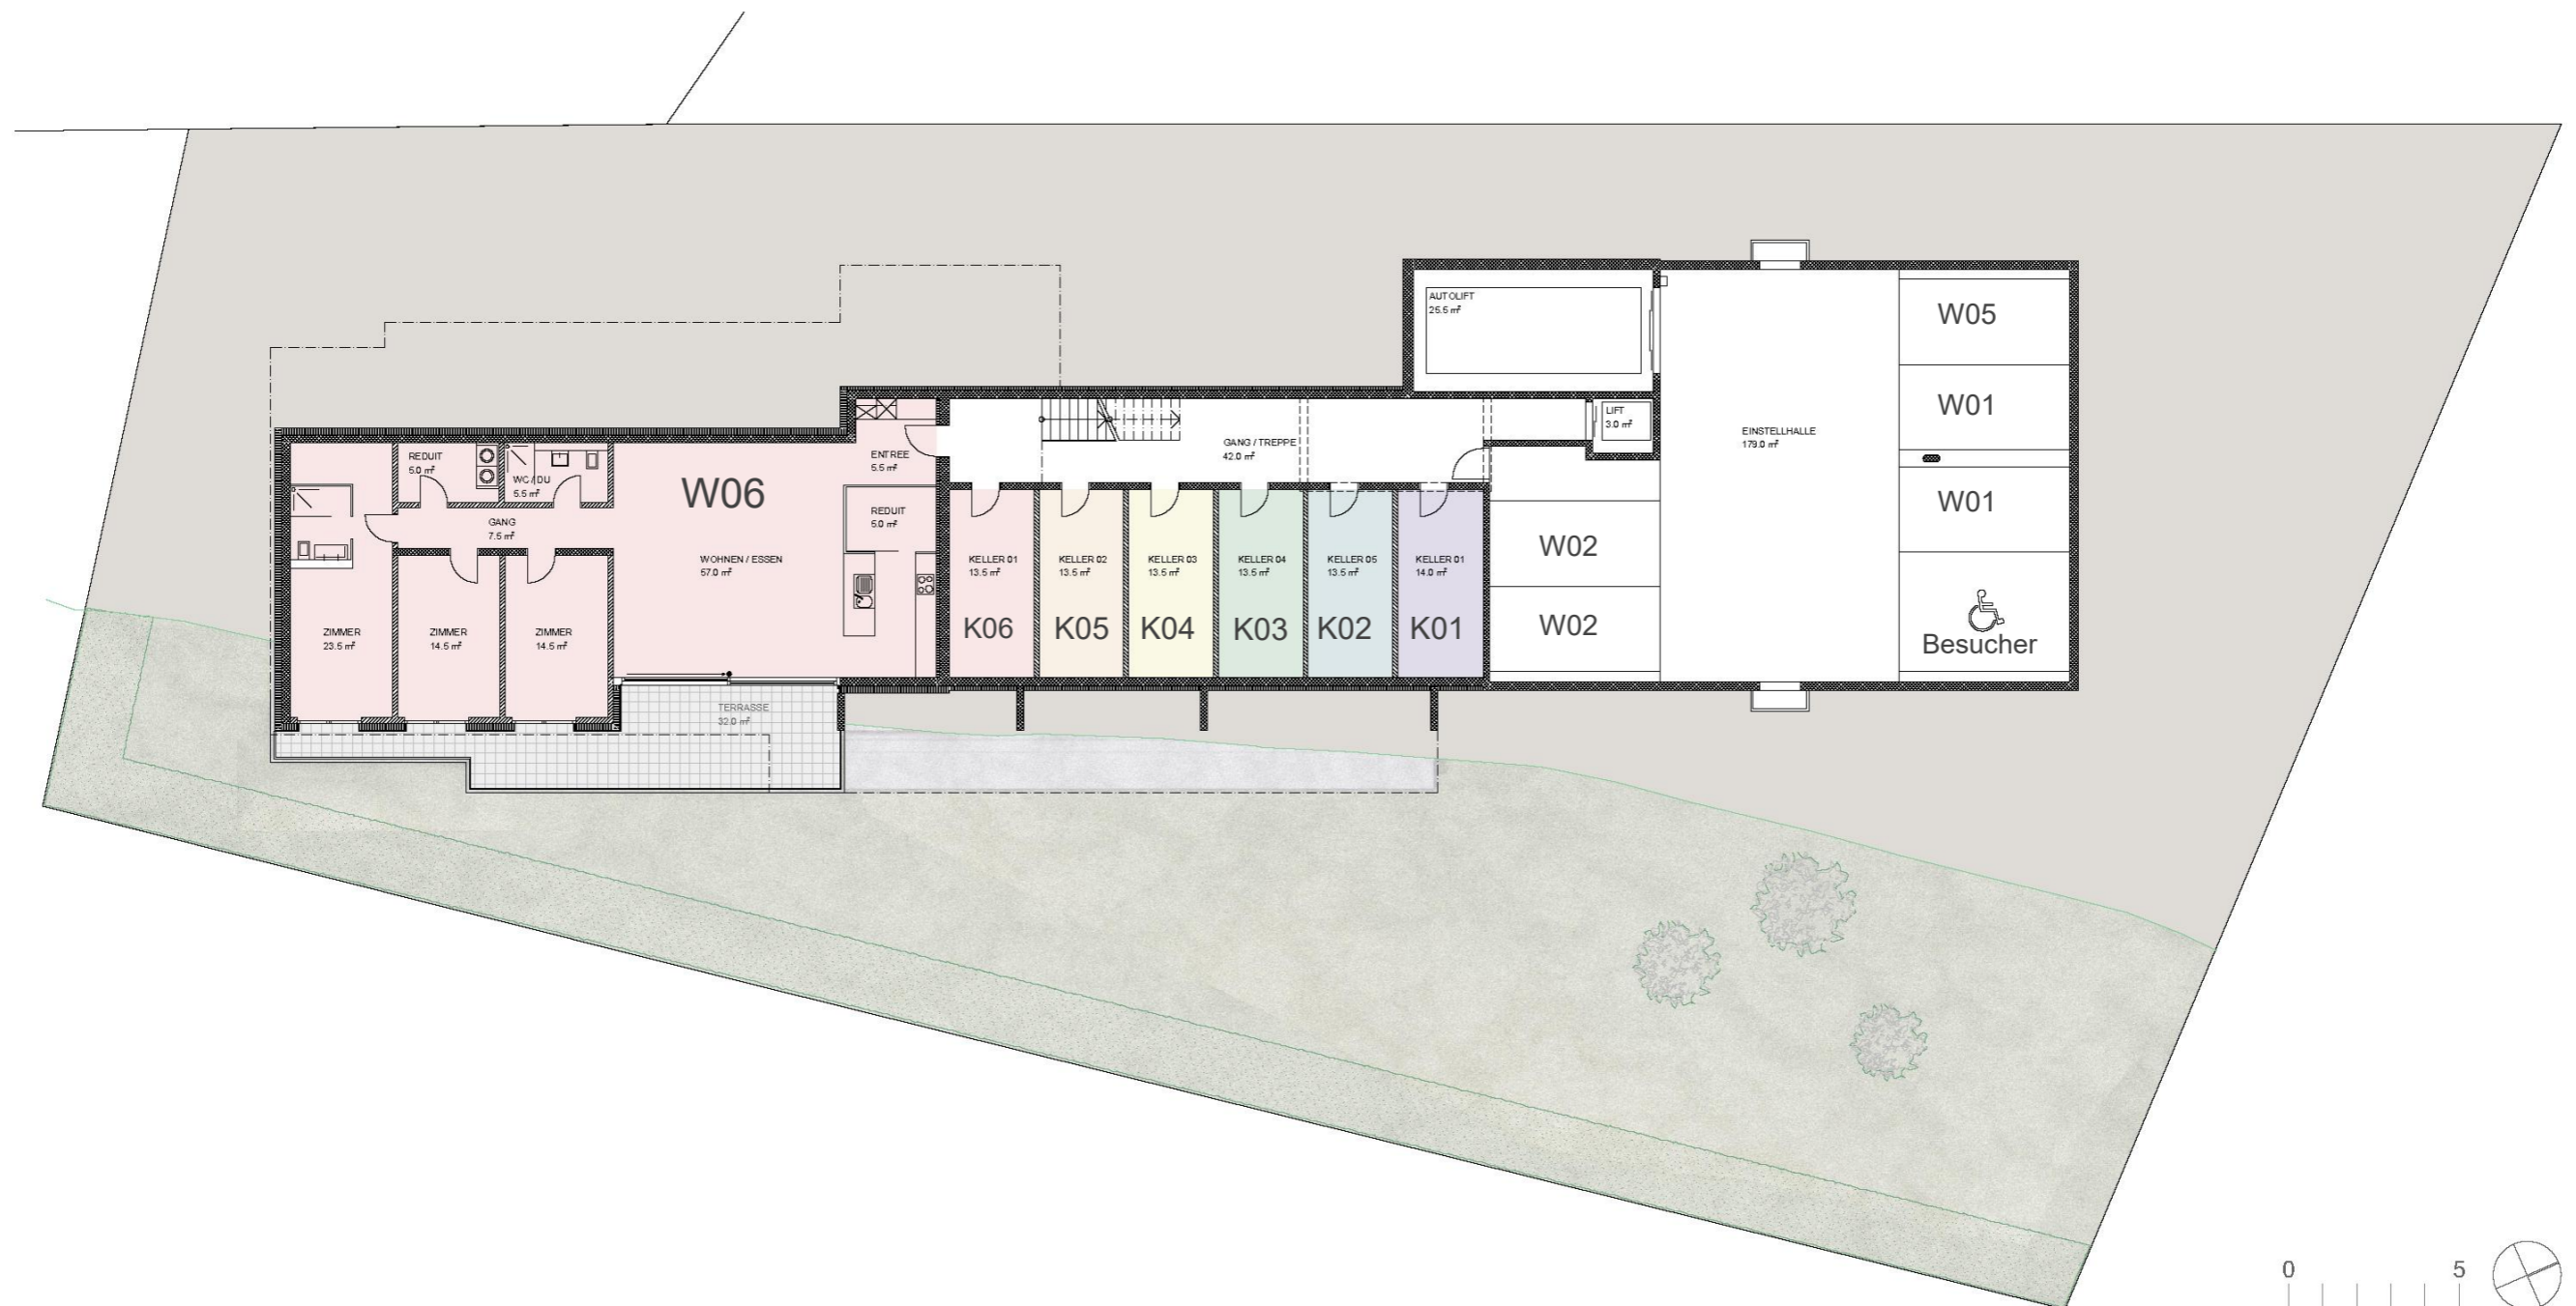 AUTOLIFT
25.5 m²
W05
W01
EINSTELLHALLE
179.0 m²
LIFT
3.0 m²
GANG / TREPPE
42.0 m²
ENTREE
5.5 m²
REDUIT
5.0 m²
WC / DU
5.5 m²
W06
W01
REDUIT
5.0 m²
GANG
7.5 m²
WOHNEN / ESSEN
57.0 m²
KELLER 01
13.5 m²
KELLER 02
13.5 m²
KELLER 03
13.5 m²
KELLER 04
13.5 m²
KELLER 05
13.5 m²
KELLER 01
14.0 m²
W02
ZIMMER
23.5 m²
ZIMMER
14.5 m²
ZIMMER
14.5 m²
K06
K05
K04
K03
K02
K01
W02
Besucher
TERRASSE
32.0 m²
0
5